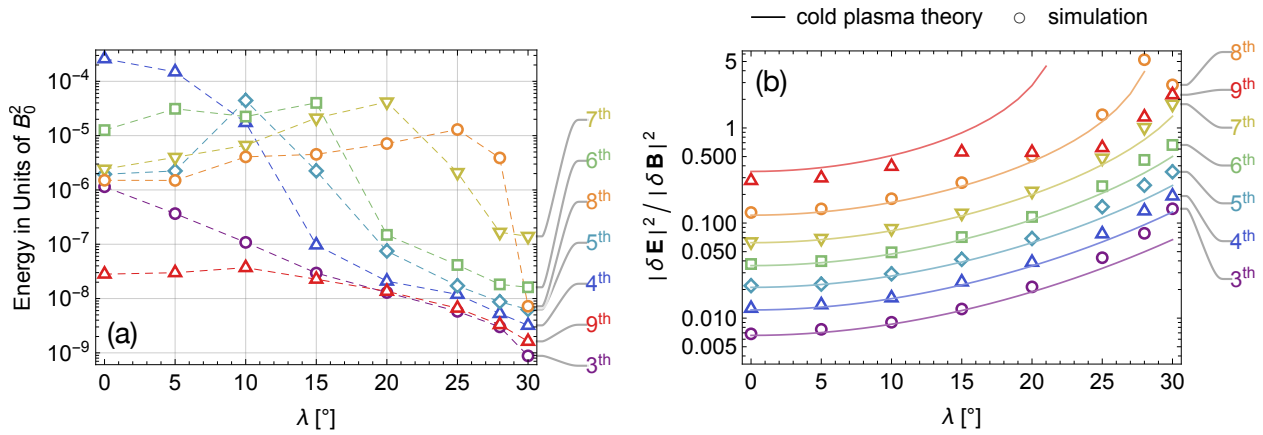 cold plasma theory simulation
(a)
Energy in Units of B₀²
10⁻⁴
10⁻⁵
10⁻⁶
10⁻⁷
10⁻⁸
10⁻⁹
0 5 10 15 20 25 30
λ [°]
7th
6th
8th
5th
4th
9th
3th
(b)
|δE|² / |δB|²
5
1
0.500
0.100
0.050
0.010
0.005
0 5 10 15 20 25 30
λ [°]
8th
9th
7th
6th
5th
4th
3th